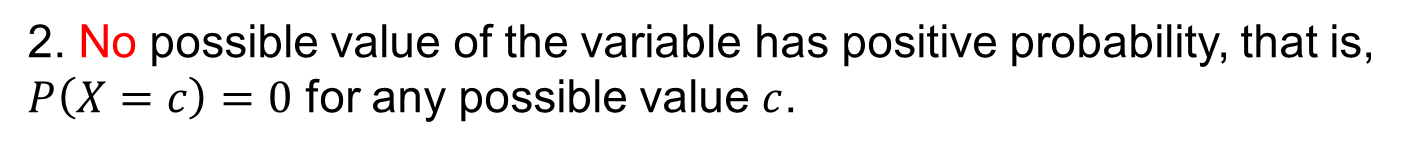 2. No possible value of the variable has positive probability, that is,
P(X = c) = 0 for any possible value c.